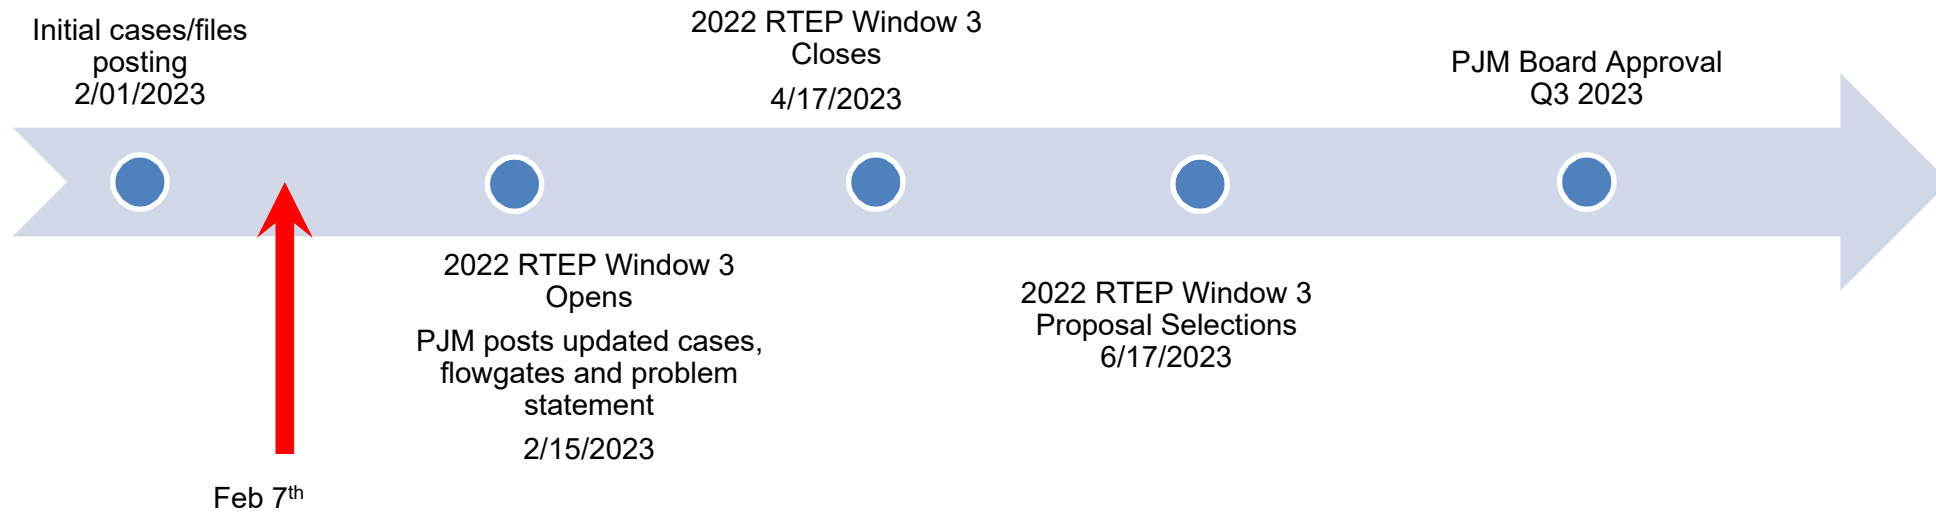 Initial cases/files
posting
2/01/2023
2022 RTEP Window 3
Closes
4/17/2023
PJM Board Approval
Q3 2023
2022 RTEP Window 3
Opens
PJM posts updated cases,
flowgates and problem
statement
2/15/2023
2022 RTEP Window 3
Proposal Selections
6/17/2023
Feb 7th